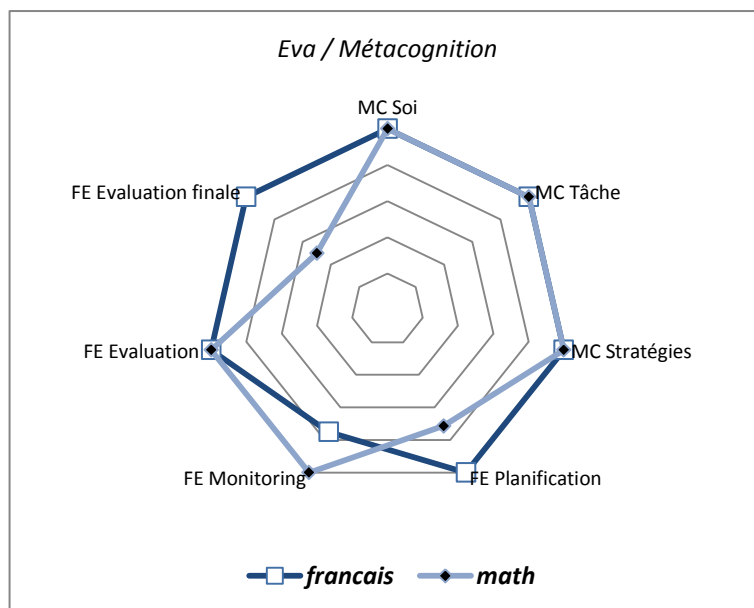 Eva / Métacognition
MC Soi
FE Evaluation finale
MC Tâche
FE Evaluation
MC Stratégies
FE Monitoring
FE Planification
francais
math